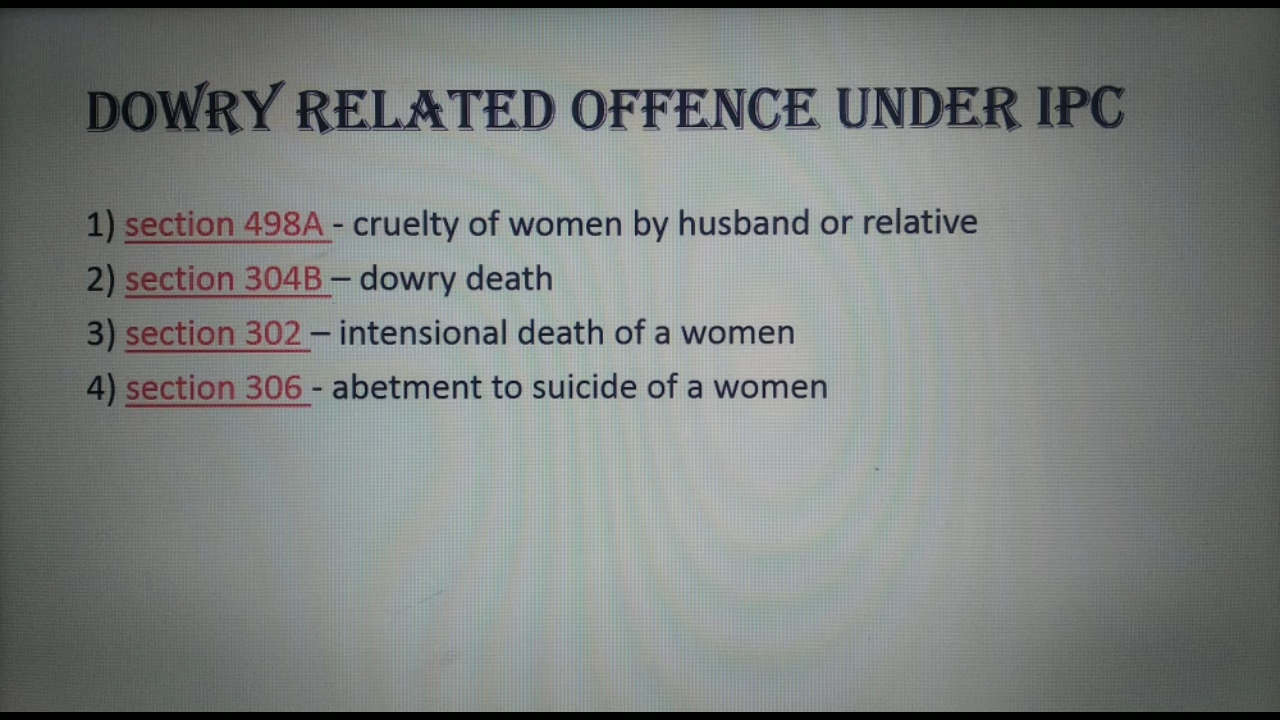 DOWRY RELATED OFFENCE UNDER IPC
1) section 498A - cruelty of women by husband or relative
2) section 304B – dowry death
3) section 302 – intensional death of a women
4) section 306 - abetment to suicide of a women